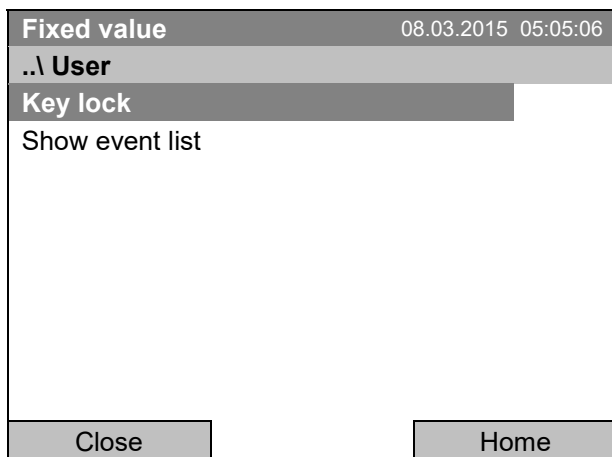 Fixed value 08.03.2015 05:05:06
..\ User
Key lock
Show event list
Close Home